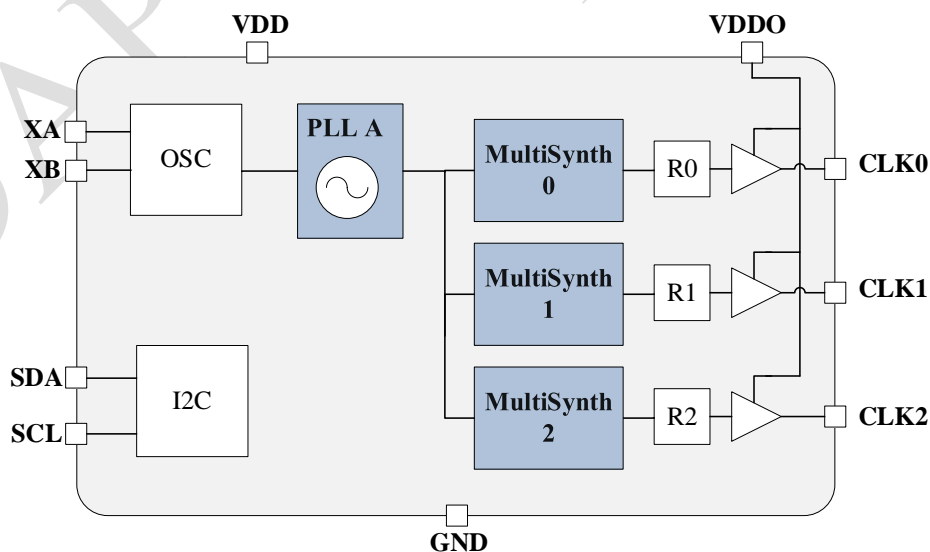 VDD
VDDO
XA
XB
OSC
PLL A
MultiSynth
0
R0
CLK0
MultiSynth
1
R1
CLK1
SDA
SCL
I2C
MultiSynth
2
R2
CLK2
GND